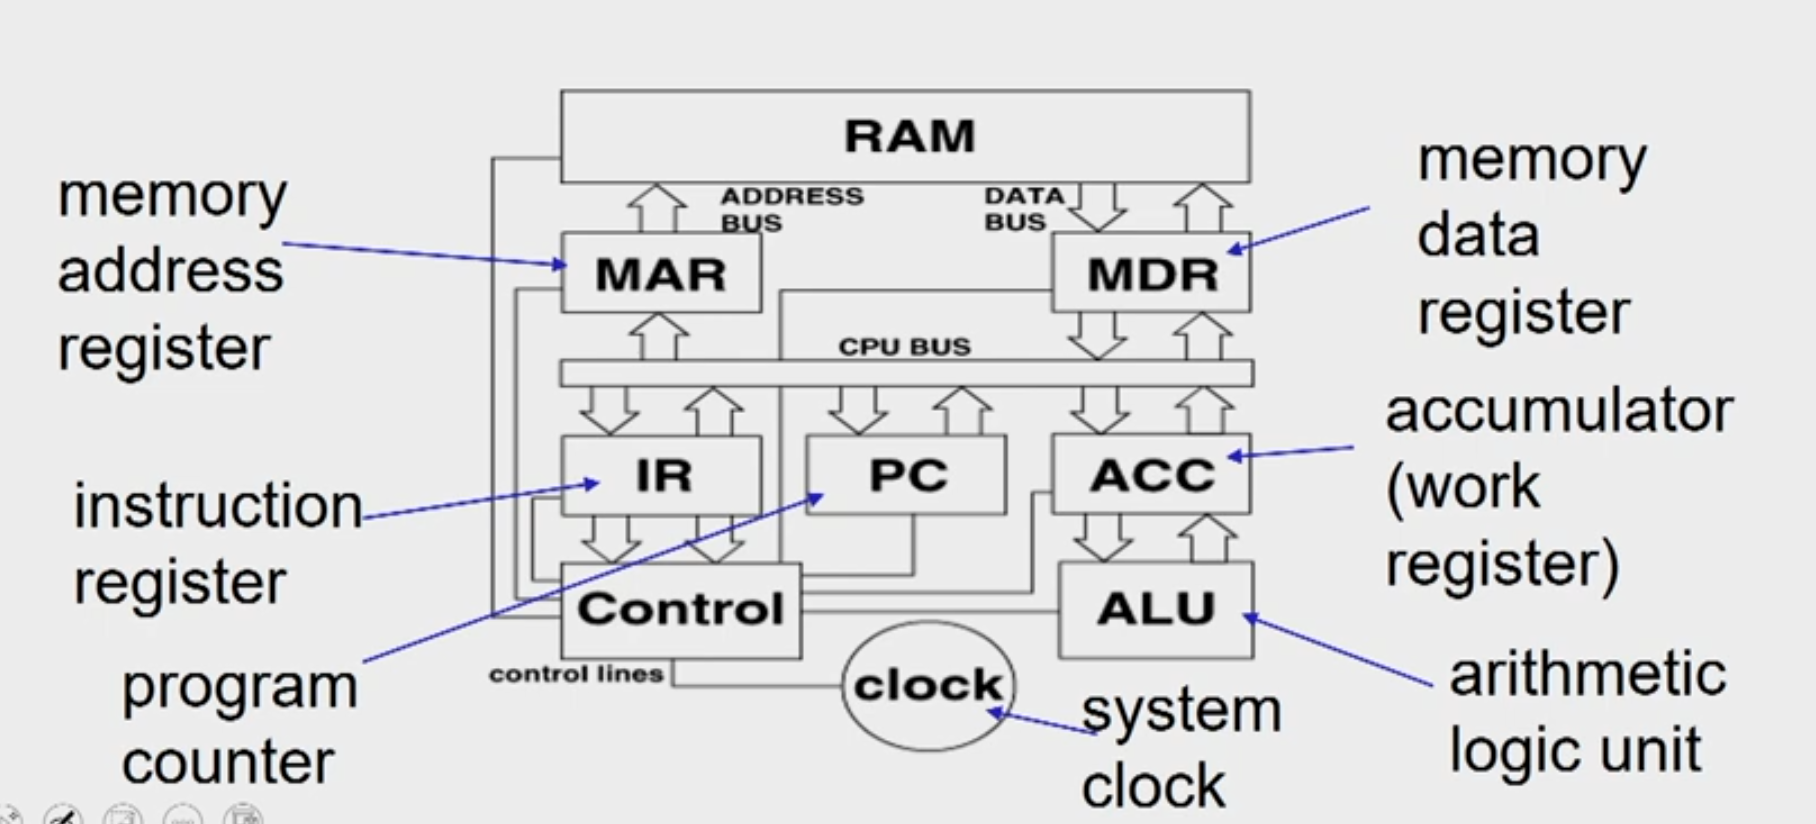 RAM
ADDRESS
BUS
DATA
BUS
MAR
MDR
CPU BUS
IR
PC
ACC
Control
ALU
control lines
clock
memory
address
register
instruction
register
program
counter
memory
data
register
accumulator
(work
register)
arithmetic
logic unit
system
clock